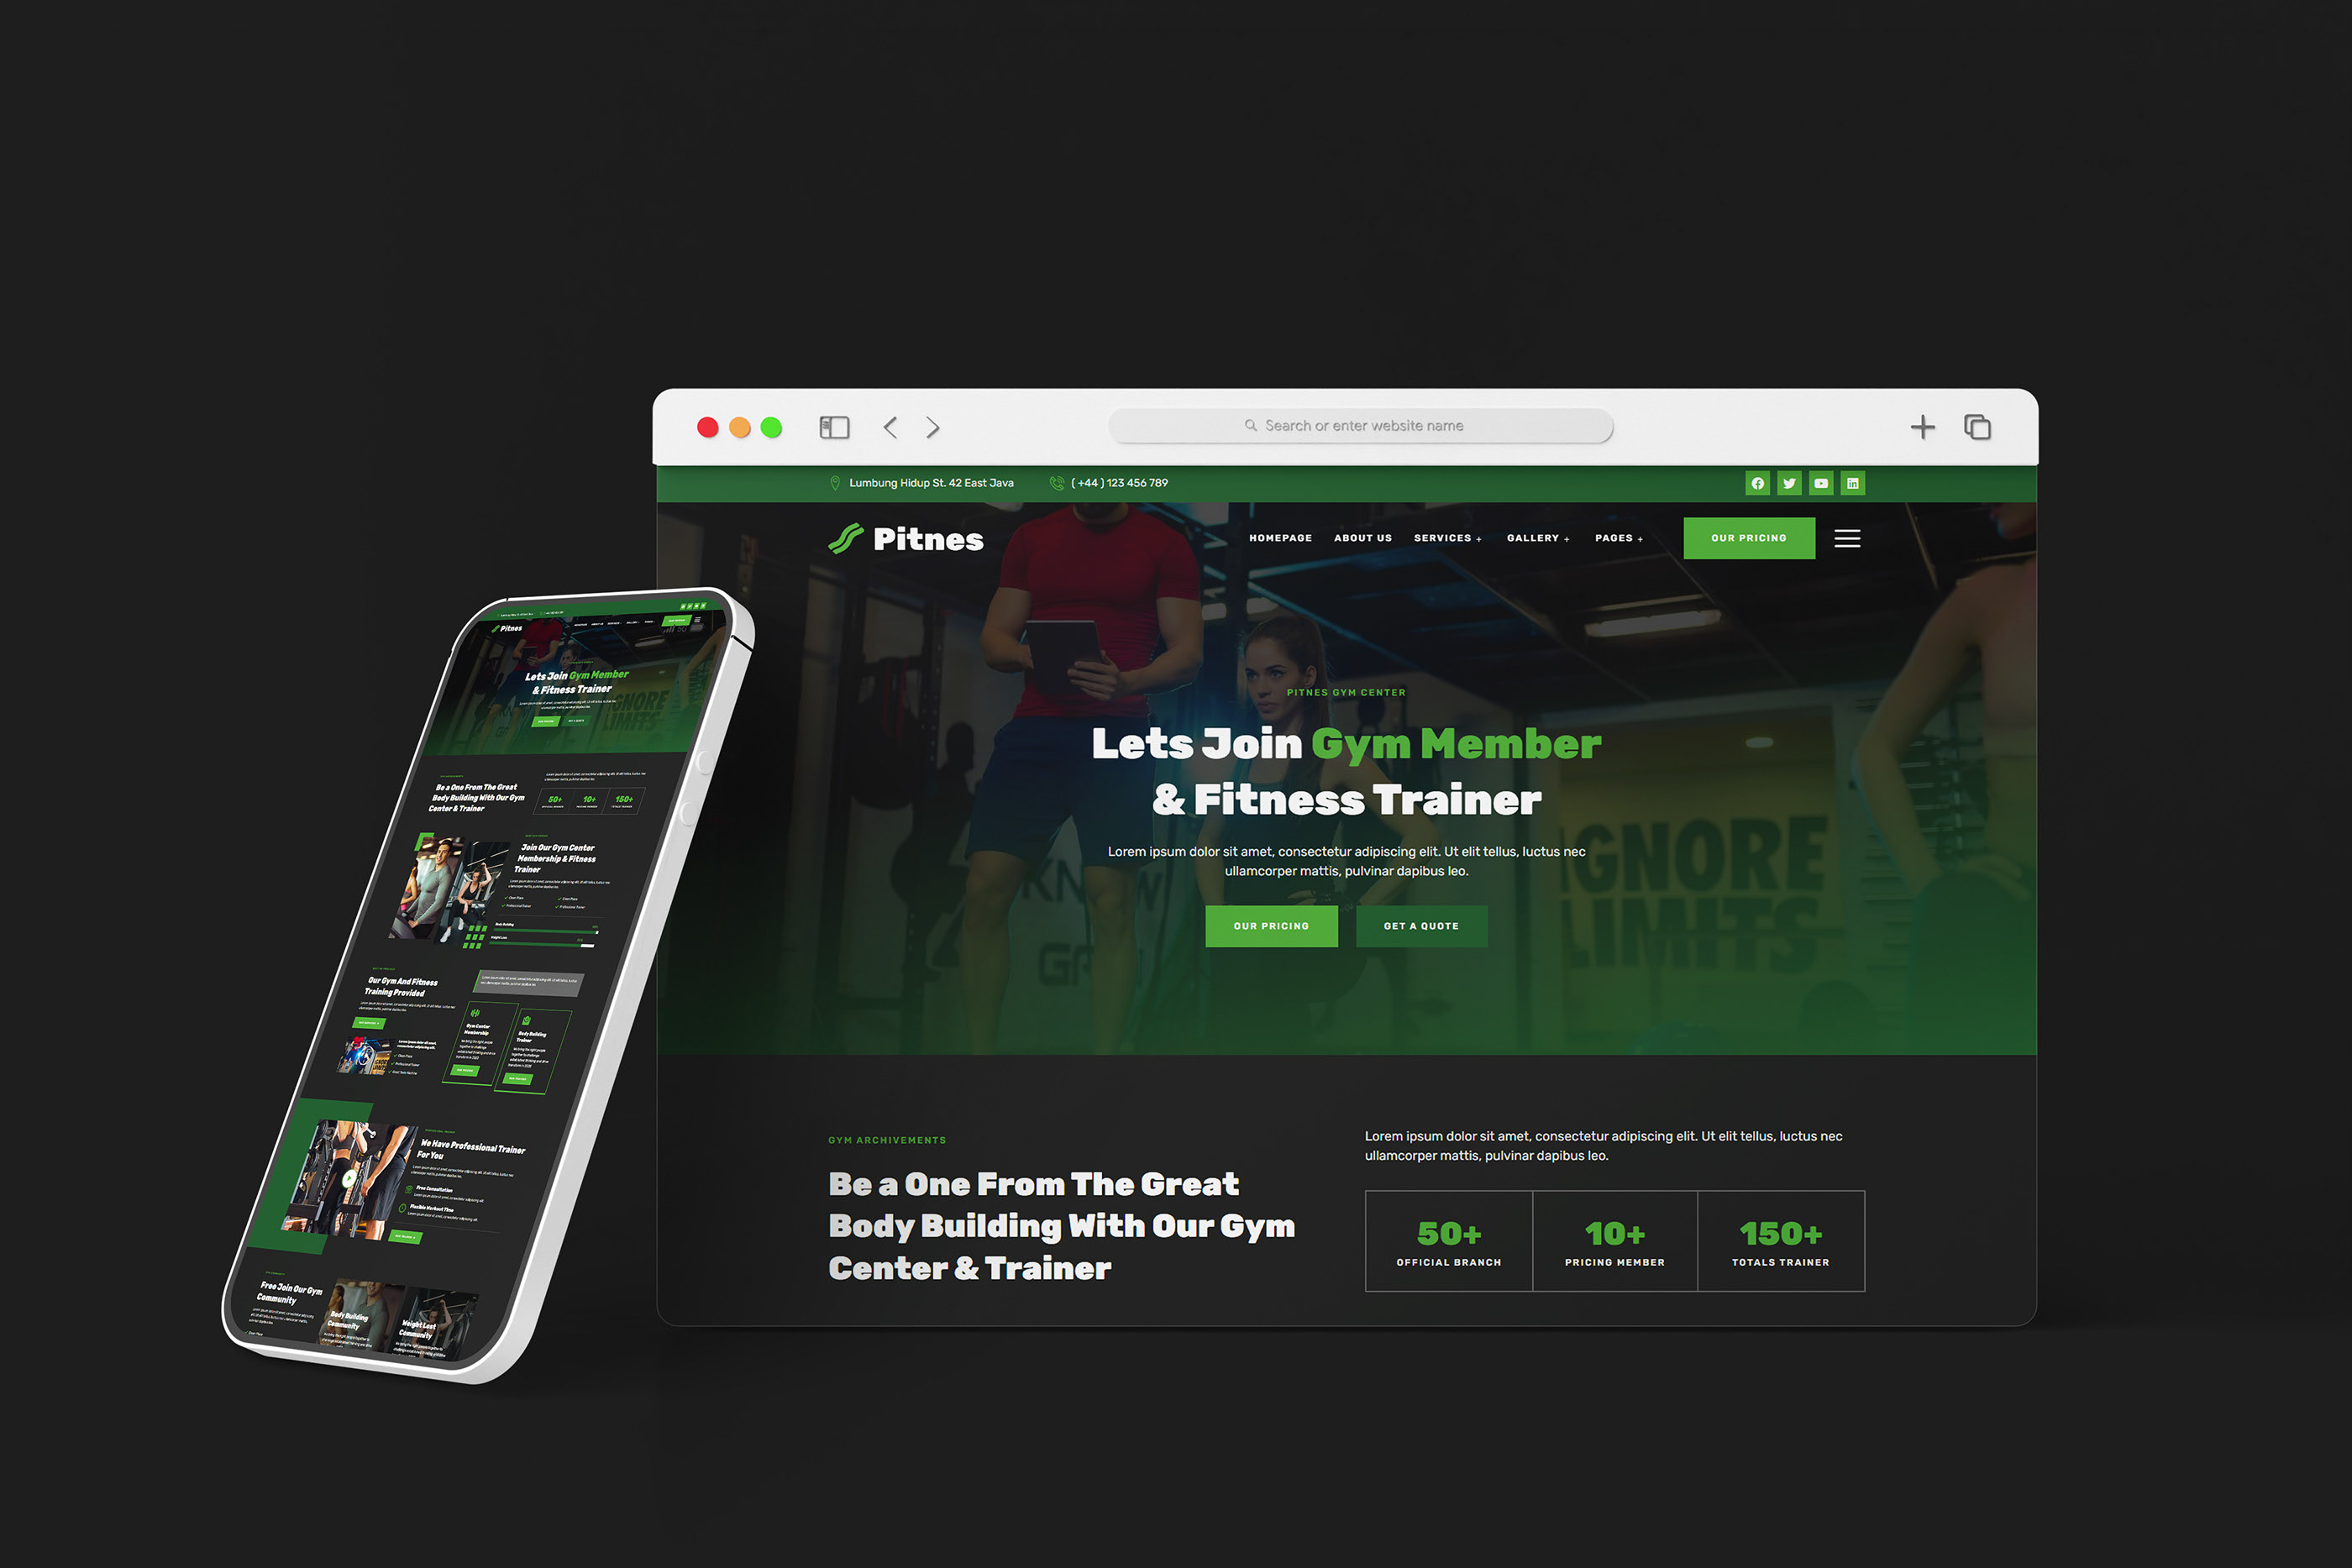 Search or enter website name
Lumbung Hidup St. 42 East Java
( +44 ) 123 456 789
Pitnes
HOMEPAGE
ABOUT US
SERVICES +
GALLERY +
PAGES +
OUR PRICING
PITNES GYM CENTER
Lets Join Gym Member
& Fitness Trainer
Lorem ipsum dolor sit amet, consectetur adipiscing elit. Ut elit tellus, luctus nec
ullamcorper mattis, pulvinar dapibus leo.
OUR PRICING
GET A QUOTE
KNOW
GR
IGNORE
LIMITS
GYM ARCHIVEMENTS
Be a One From The Great
Body Building With Our Gym
Center & Trainer
Lorem ipsum dolor sit amet, consectetur adipiscing elit. Ut elit tellus, luctus nec
ullamcorper mattis, pulvinar dapibus leo.
50+
OFFICIAL BRANCH
10+
PRICING MEMBER
150+
TOTALS TRAINER
Pitnes
Lets Join Gym Member
& Fitness Trainer
IGNORE
LIMITS
Be a One From The Great
Body Building With Our Gym
Center & Trainer
50+
10+
150+
Join Our Gym Center
Membership & Fitness
Trainer
Body Building
Weight Loss
Our Gym And Fitness
Training Provided
Gym Center
Membership
Body Building
Trainer
We Have Professional Trainer
For You
Free Consultation
Flexible Workout Time
Free Join Our Gym
Community
Body Building
Community
Weight Lost
Community